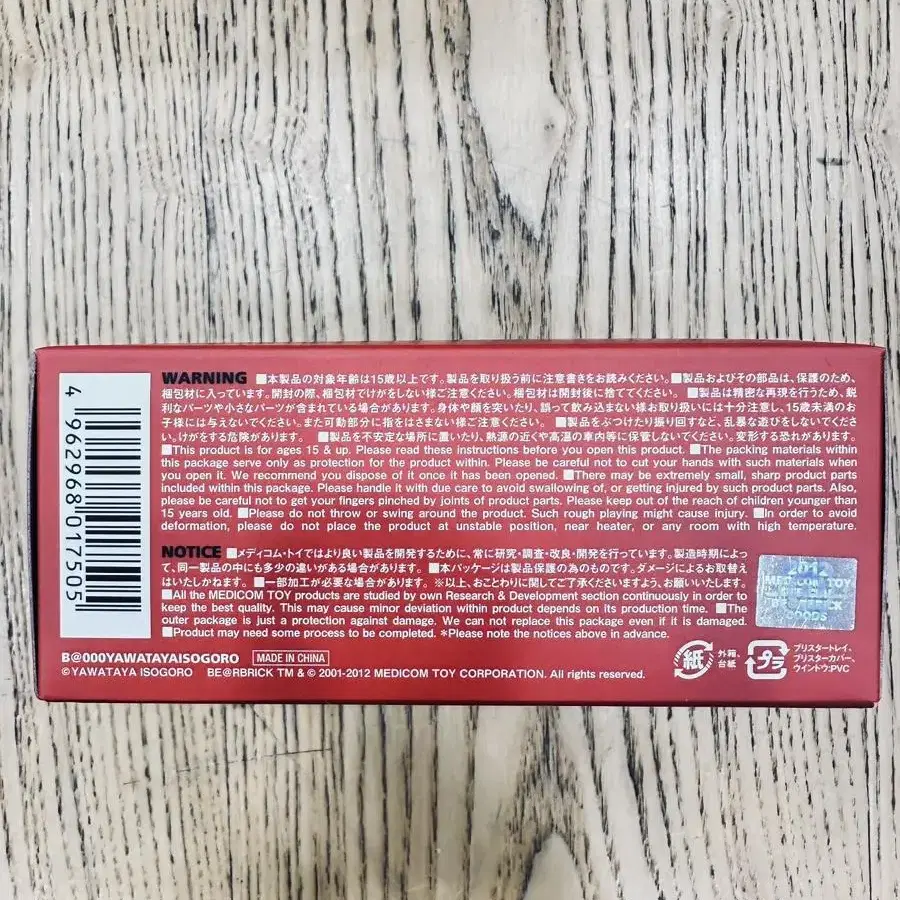 4 962968 017505
WARNING ■本製品の対象年齢は15歳以上です。製品を取り扱う前に注意書きをお読みください。■製品およびその部品は、保護のため、
梱包材に入っています。開封の際、梱包材でけがをしない様ご注意ください。梱包材は開封後に捨ててください。 ■製品は精密な再現を行うため、鋭
利なパーツや小さなパーツが含まれている場合があります。身体や顔を突いたり、誤って飲み込まない様お取り扱いには十分注意し、15歳未満のお
子様には与えないでください。また可動部分に指をはさまない様ご注意ください。 ■製品をぶつけたり振り回すなど、乱暴な遊びをしないでくださ
い。けがをする危険があります。 ■製品を不安定な場所に置いたり、熱源の近くや高温の車内等に保管しないでください。変形する恐れがあります。
■This product is for ages 15 & up. Please read these instructions before you open this product. ■The packing materials within
this package serve only as protection for the product within. Please be careful not to cut your hands with such materials when
you open it. We recommend you dispose of it once it has been opened. ■There may be extremely small, sharp product parts
included within this package. Please handle it with due care to avoid swallowing of, or getting injured by such product parts. Also,
please be careful not to get your fingers pinched by joints of product parts. Please keep out of the reach of children younger than
15 years old. ■Please do not throw or swing around the product. Such rough playing might cause injury. ■In order to avoid
deformation, please do not place the product at unstable position, near heater, or any room with high temperature.
NOTICE ■メディコム・トイではより良い製品を開発するために、常に研究・調査・改良・開発を行っています。製造時期によっ
て、同一製品の中にも多少の違いがある場合があります。 ■本パッケージは製品保護の為のものです。ダメージによるお取替え
はいたしかねます。 ■一部加工が必要な場合があります。 ※以上、おことわりに関してご了承くださいますよう、お願いいたします。
■All the MEDICOM TOY products are studied by own Research & Development section continuously in order to
keep the best quality. This may cause minor deviation within product depends on its production time. ■The
outer package is just a protection against damage. We can not replace this package even if it is damaged.
■Product may need some process to be completed. *Please note the notices above in advance.
2012
MEDICOM TOY
GOODS
B@000YAWATAYAISOGORO MADE IN CHINA
©YAWATAYA ISOGORO BE@RBRICK TM & © 2001-2012 MEDICOM TOY CORPORATION. All rights reserved.
紙 外箱、
台紙
プラ ブリスタートレイ、
ブリスターカバー、
ウインドウ:PVC